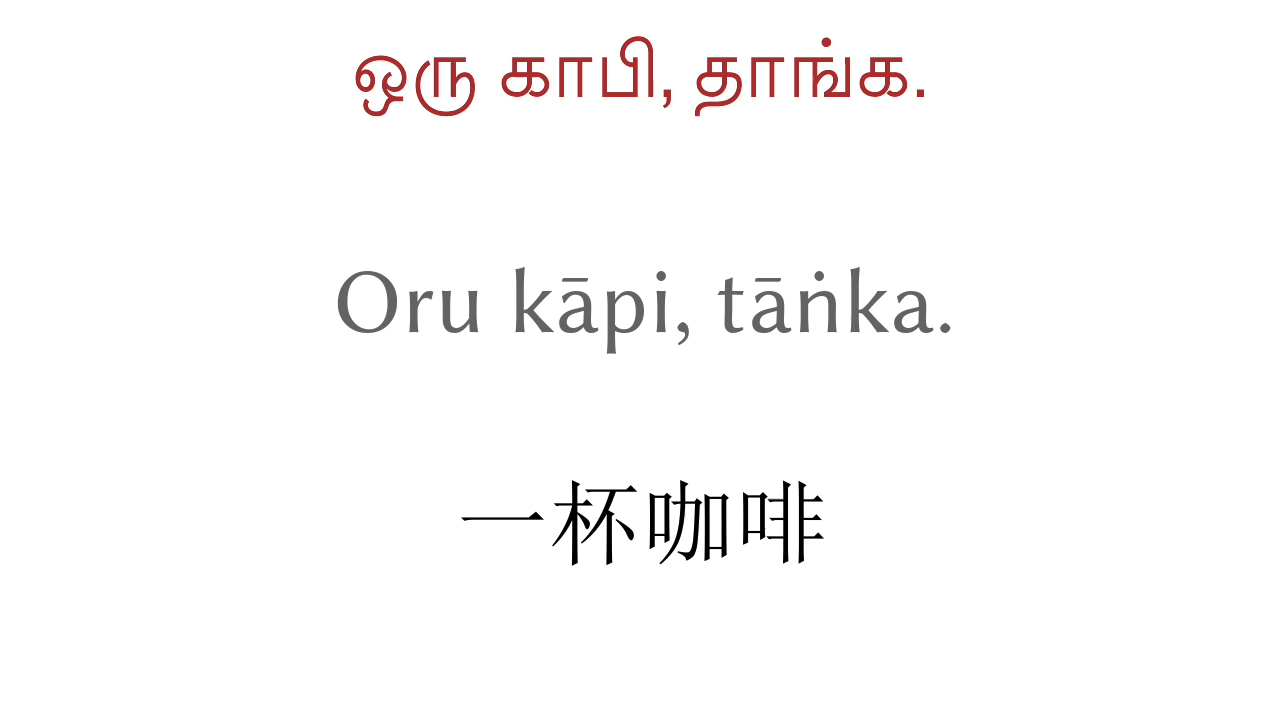 ஒரு காபி, தாங்க.
Oru kāpi, tāṅka.
一杯咖啡